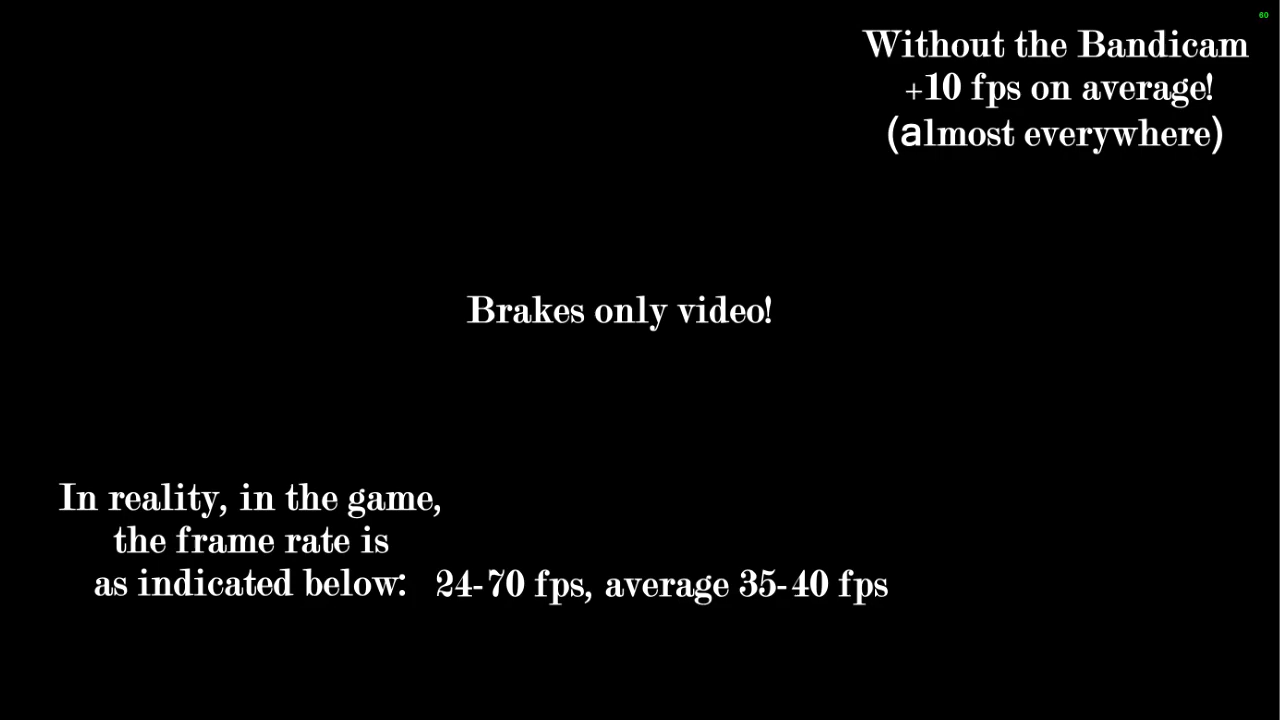 60
Without the Bandicam
+10 fps on average!
(almost everywhere)
Brakes only video!
In reality, in the game,
the frame rate is
as indicated below: 24-70 fps, average 35-40 fps